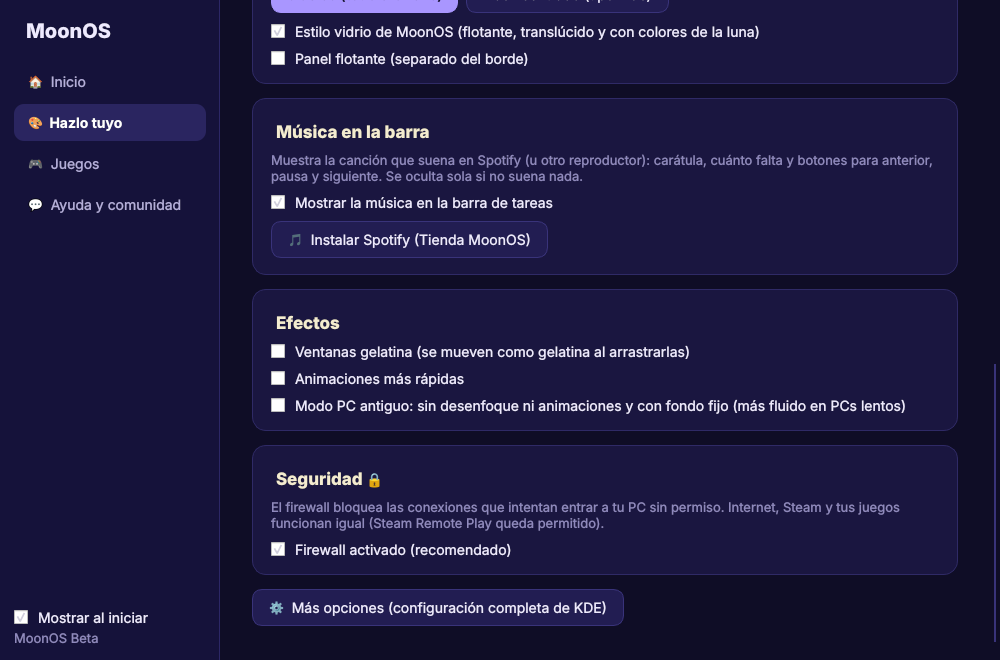 MoonOS
Inicio
Hazlo tuyo
Juegos
Ayuda y comunidad
Mostrar al iniciar
MoonOS Beta
Estilo vidrio de MoonOS (flotante, translúcido y con colores de la luna)
Panel flotante (separado del borde)
Música en la barra
Muestra la canción que suena en Spotify (u otro reproductor): carátula, cuánto falta y botones para anterior,
pausa y siguiente. Se oculta sola si no suena nada.
Mostrar la música en la barra de tareas
Instalar Spotify (Tienda MoonOS)
Efectos
Ventanas gelatina (se mueven como gelatina al arrastrarlas)
Animaciones más rápidas
Modo PC antiguo: sin desenfoque ni animaciones y con fondo fijo (más fluido en PCs lentos)
Seguridad
El firewall bloquea las conexiones que intentan entrar a tu PC sin permiso. Internet, Steam y tus juegos
funcionan igual (Steam Remote Play queda permitido).
Firewall activado (recomendado)
Más opciones (configuración completa de KDE)